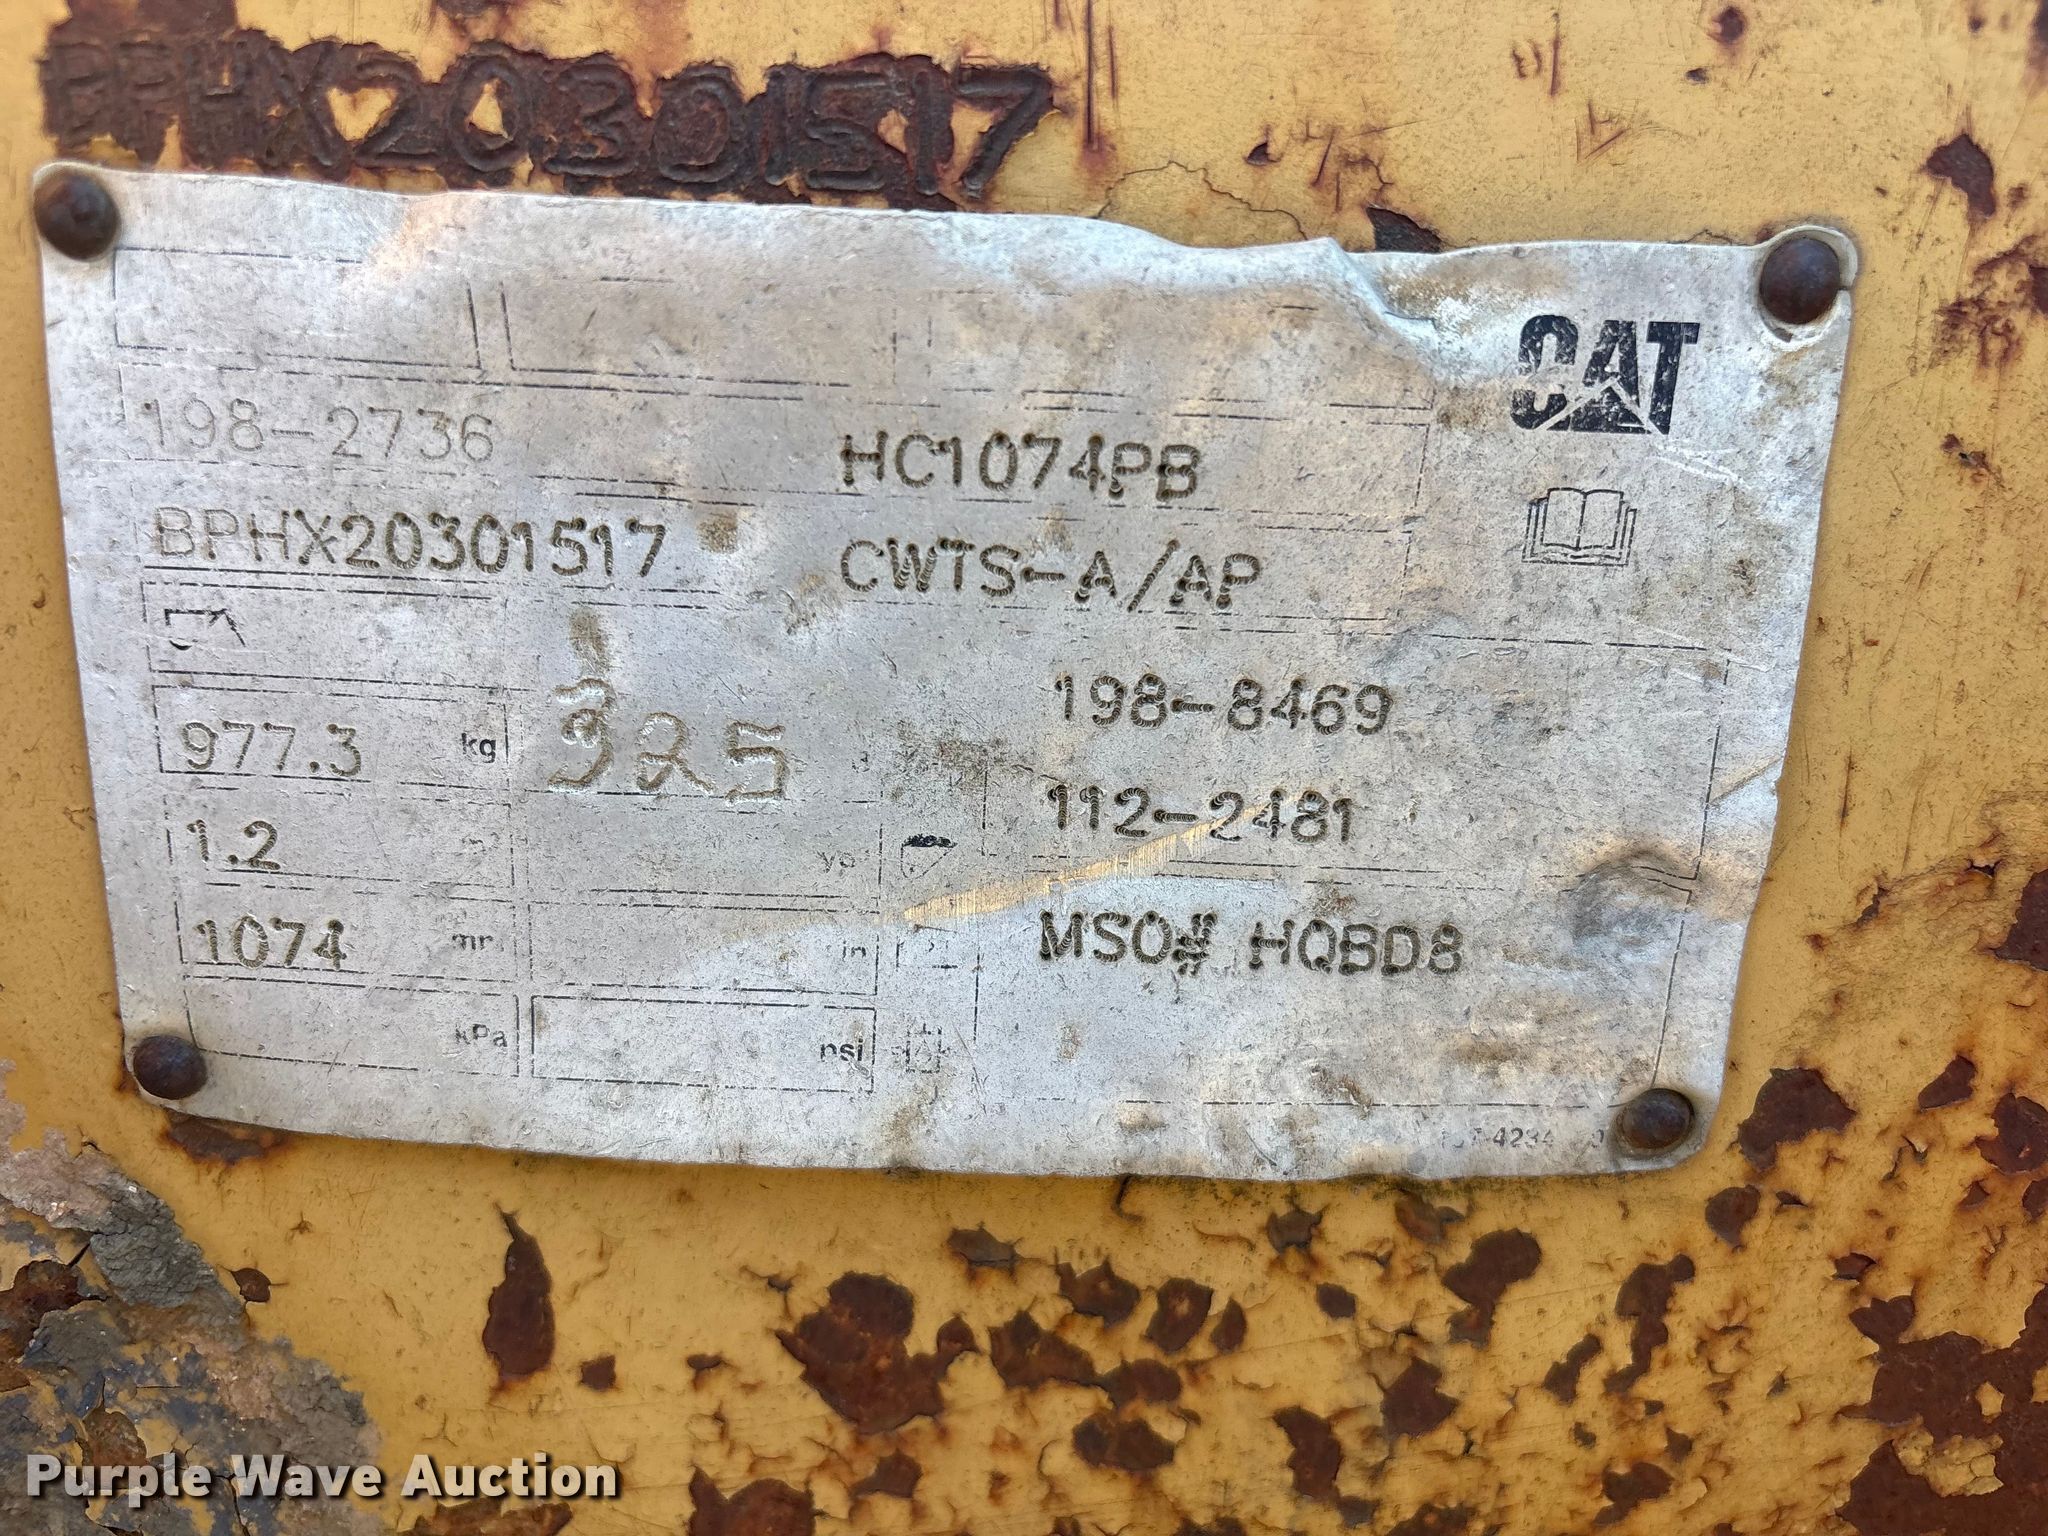 BPHX20301517
CAT
198-2736 HC1074PB
BPHX20301517 CWTS-A/AP
977.3 kg 325 198-8469
1.2 112-2481
1074 in MSO# HQBD8
kPa psi
Purple Wave Auction